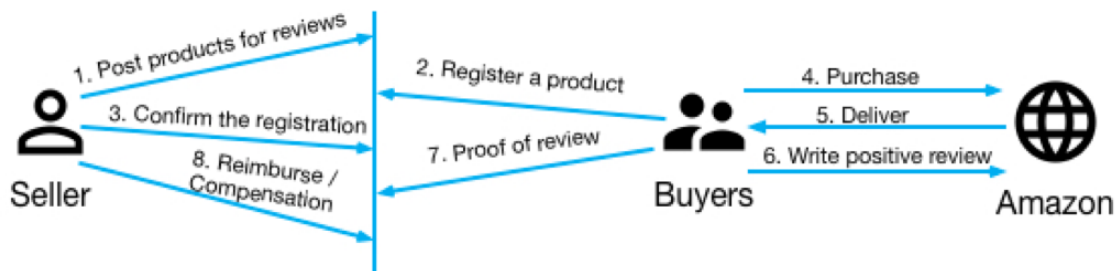 1. Post products for reviews
2. Register a product
3. Confirm the registration
4. Purchase
5. Deliver
6. Write positive review
7. Proof of review
8. Reimburse /
Compensation
Seller
Buyers
Amazon